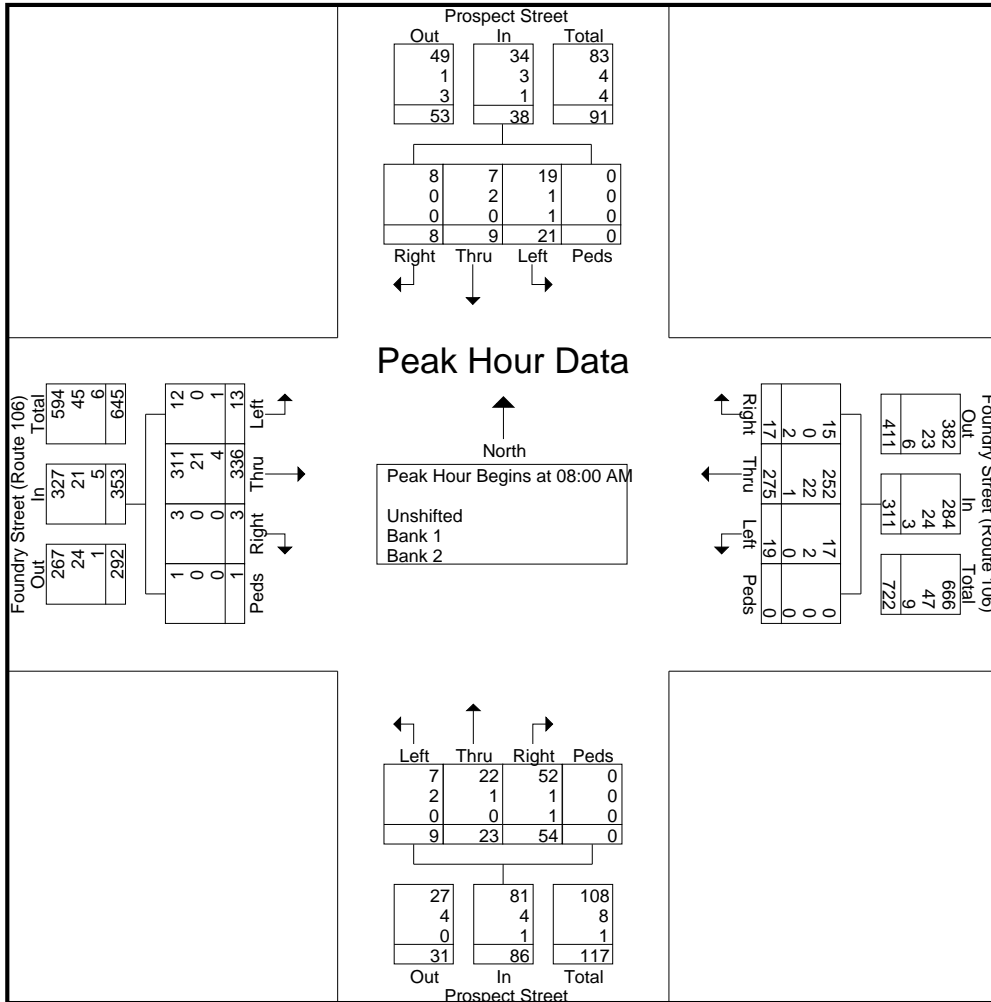 Prospect Street
Out In Total
49 34 83
1 3 4
3 1 4
53 38 91
8 7 19 0
0 2 1 0
0 0 1 0
8 9 21 0
Right Thru Left Peds
Foundry Street (Route 106)
Total In Out
594 327 267
45 21 24
6 5 1
645 353 292
Left Thru Right Peds
12 311 3 1
0 21 0 0
1 4 0 0
13 336 3 1
Peak Hour Data
North
Peak Hour Begins at 08:00 AM
Unshifted
Bank 1
Bank 2
Right Thru Left Peds
15 252 17 0
0 22 2 0
2 1 0 0
17 275 19 0
Foundry Street (Route 106)
Out In Total
382 284 666
23 24 47
6 3 9
411 311 722
Left Thru Right Peds
7 22 52 0
2 1 1 0
0 0 1 0
9 23 54 0
27 81 108
4 4 8
0 1 1
31 86 117
Out In Total
Prospect Street